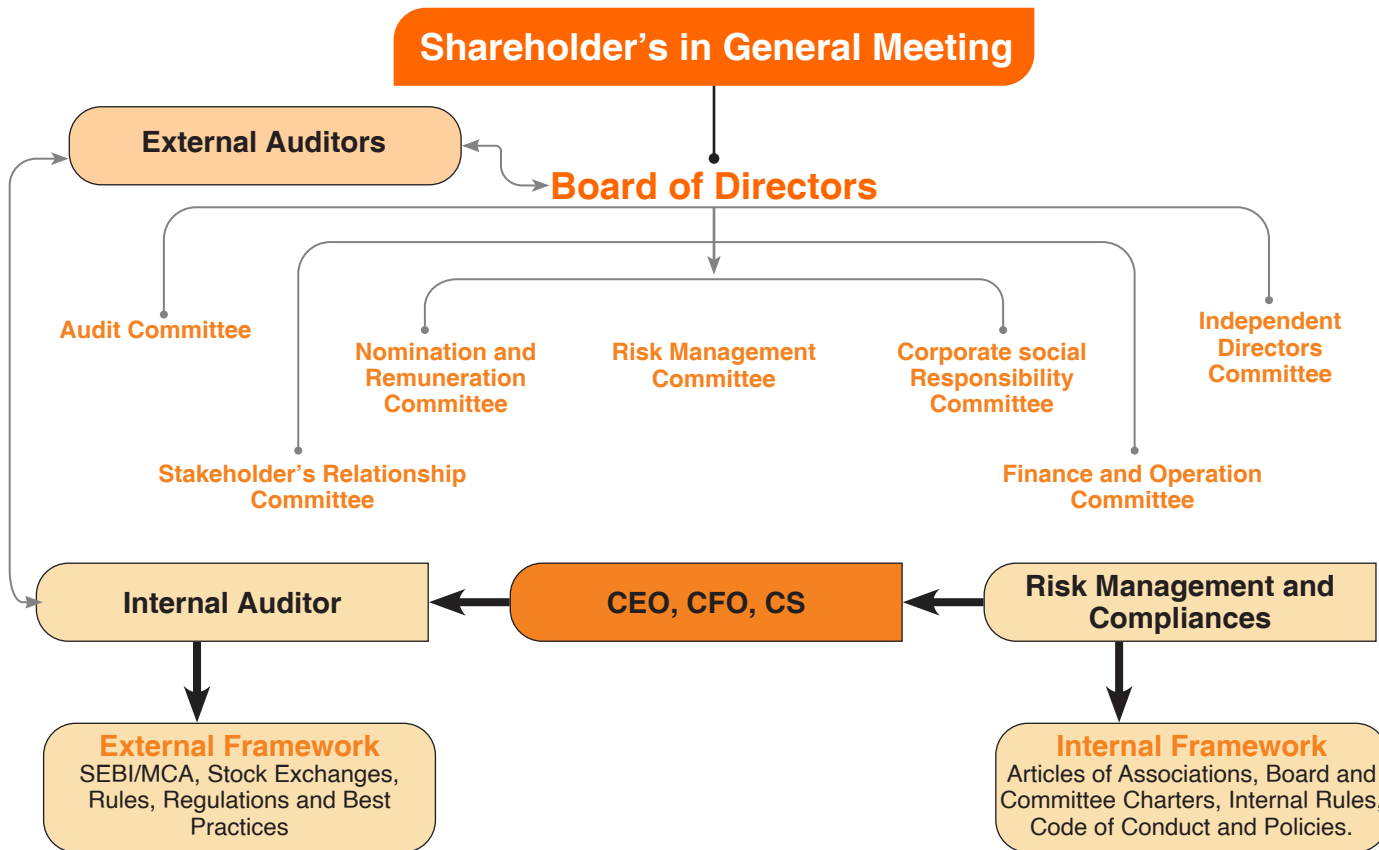 Shareholder’s in General Meeting
External Auditors
Board of Directors
Audit Committee
Nomination and
Remuneration
Committee
Risk Management
Committee
Corporate social
Responsibility
Committee
Independent
Directors
Committee
Stakeholder’s Relationship
Committee
Finance and Operation
Committee
Internal Auditor
CEO, CFO, CS
Risk Management and
Compliances
External Framework
SEBI/MCA, Stock Exchanges,
Rules, Regulations and Best
Practices
Internal Framework
Articles of Associations, Board and
Committee Charters, Internal Rules,
Code of Conduct and Policies.